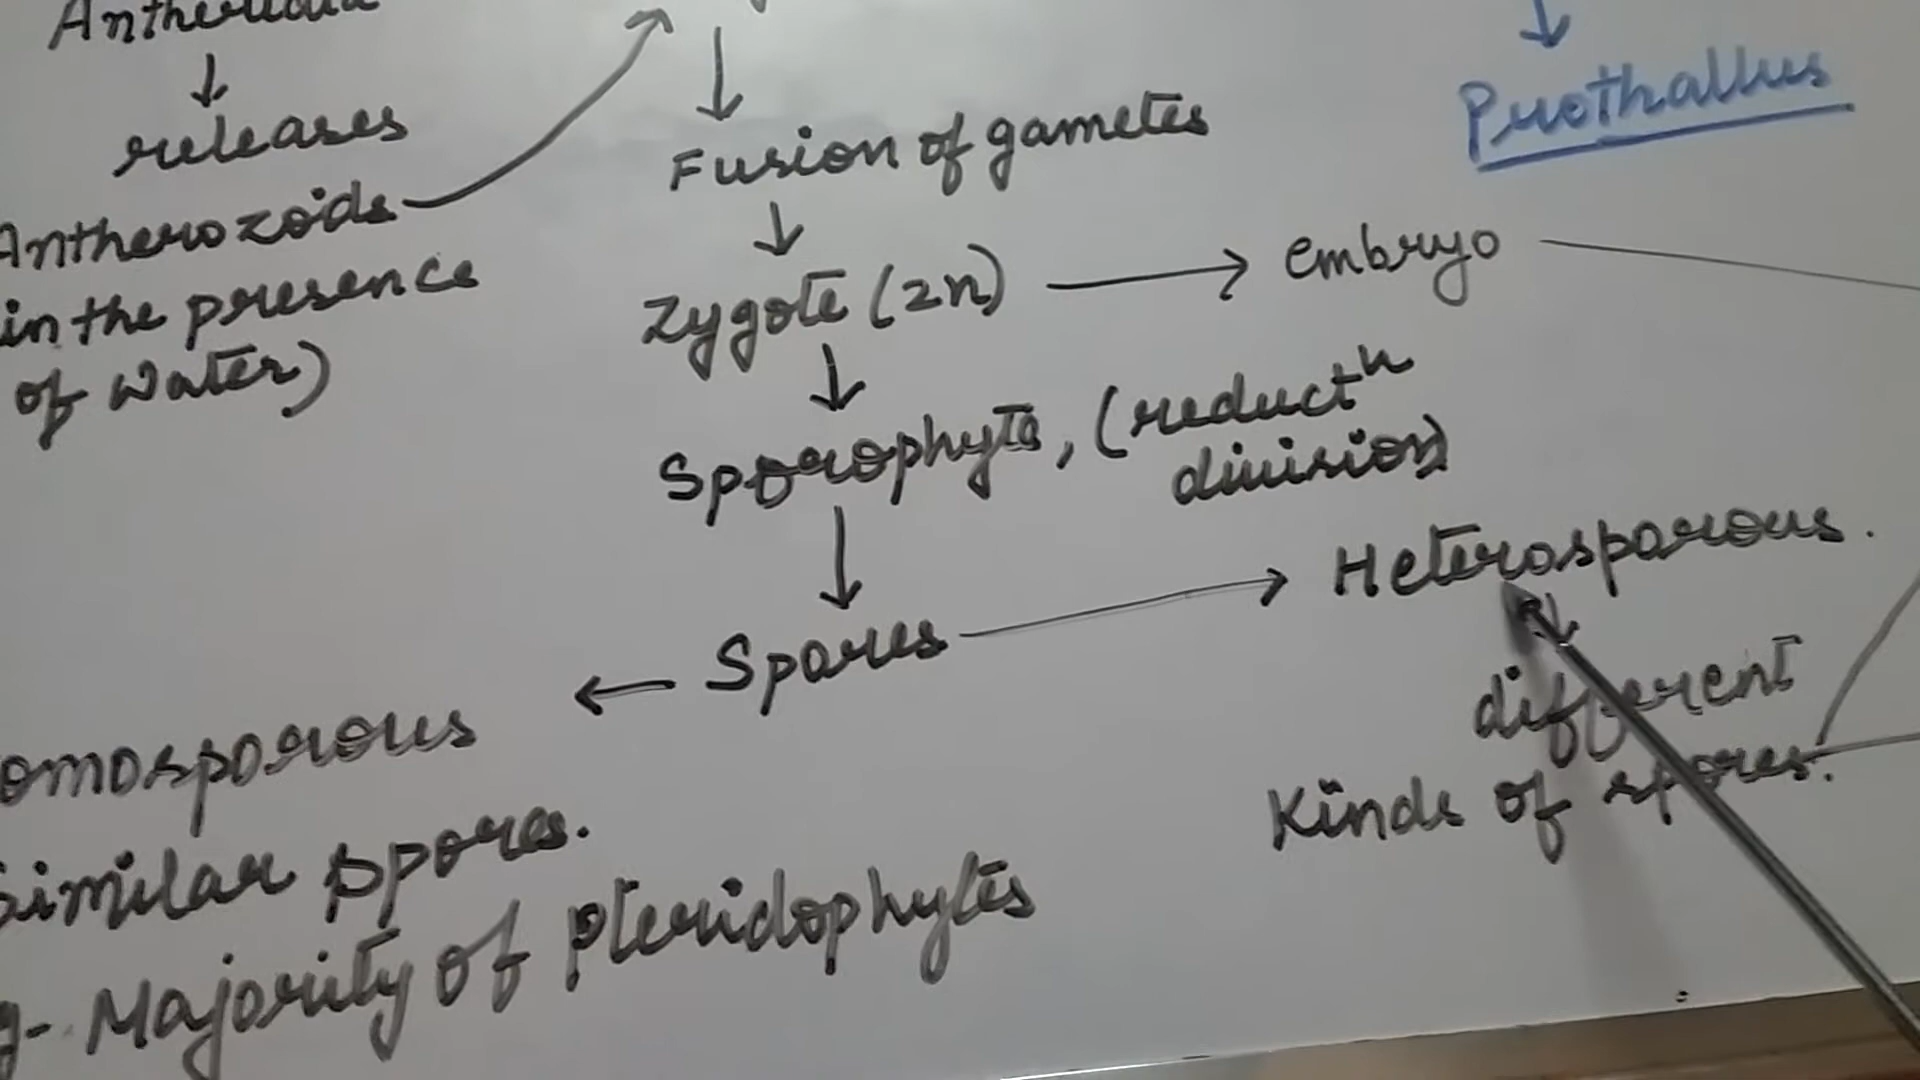 Antheridia
↓
releases
Antherozoids
in the presence
of water)
↓
Fusion of gametes
↓
Zygote (2n) → embryo
↓
Sporophyte, (reductn
division)
↓
← Spores → Heterosporous.
↓
different
Kinds of spores.
omosporous
Similar spores.
g- Majority of pteridophytes
↓
Prothallus